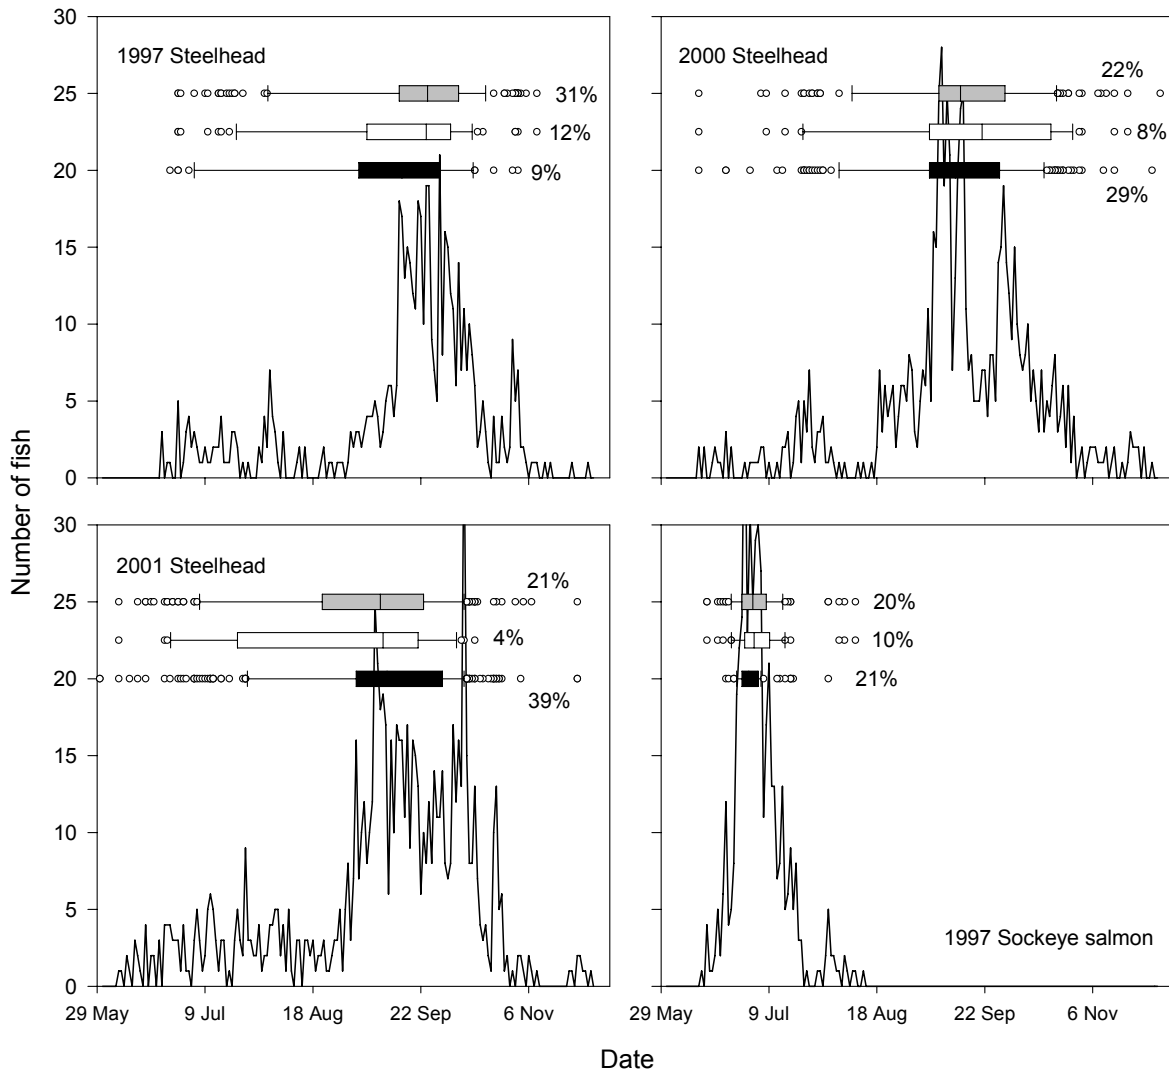 30
25
20
15
10
5
0
1997 Steelhead
31%
12%
9%
2000 Steelhead
22%
8%
29%
Number of fish
30
25
20
15
10
5
0
2001 Steelhead
21%
4%
39%
20%
10%
21%
1997 Sockeye salmon
29 May
9 Jul
18 Aug
22 Sep
6 Nov
29 May
9 Jul
18 Aug
22 Sep
6 Nov
Date